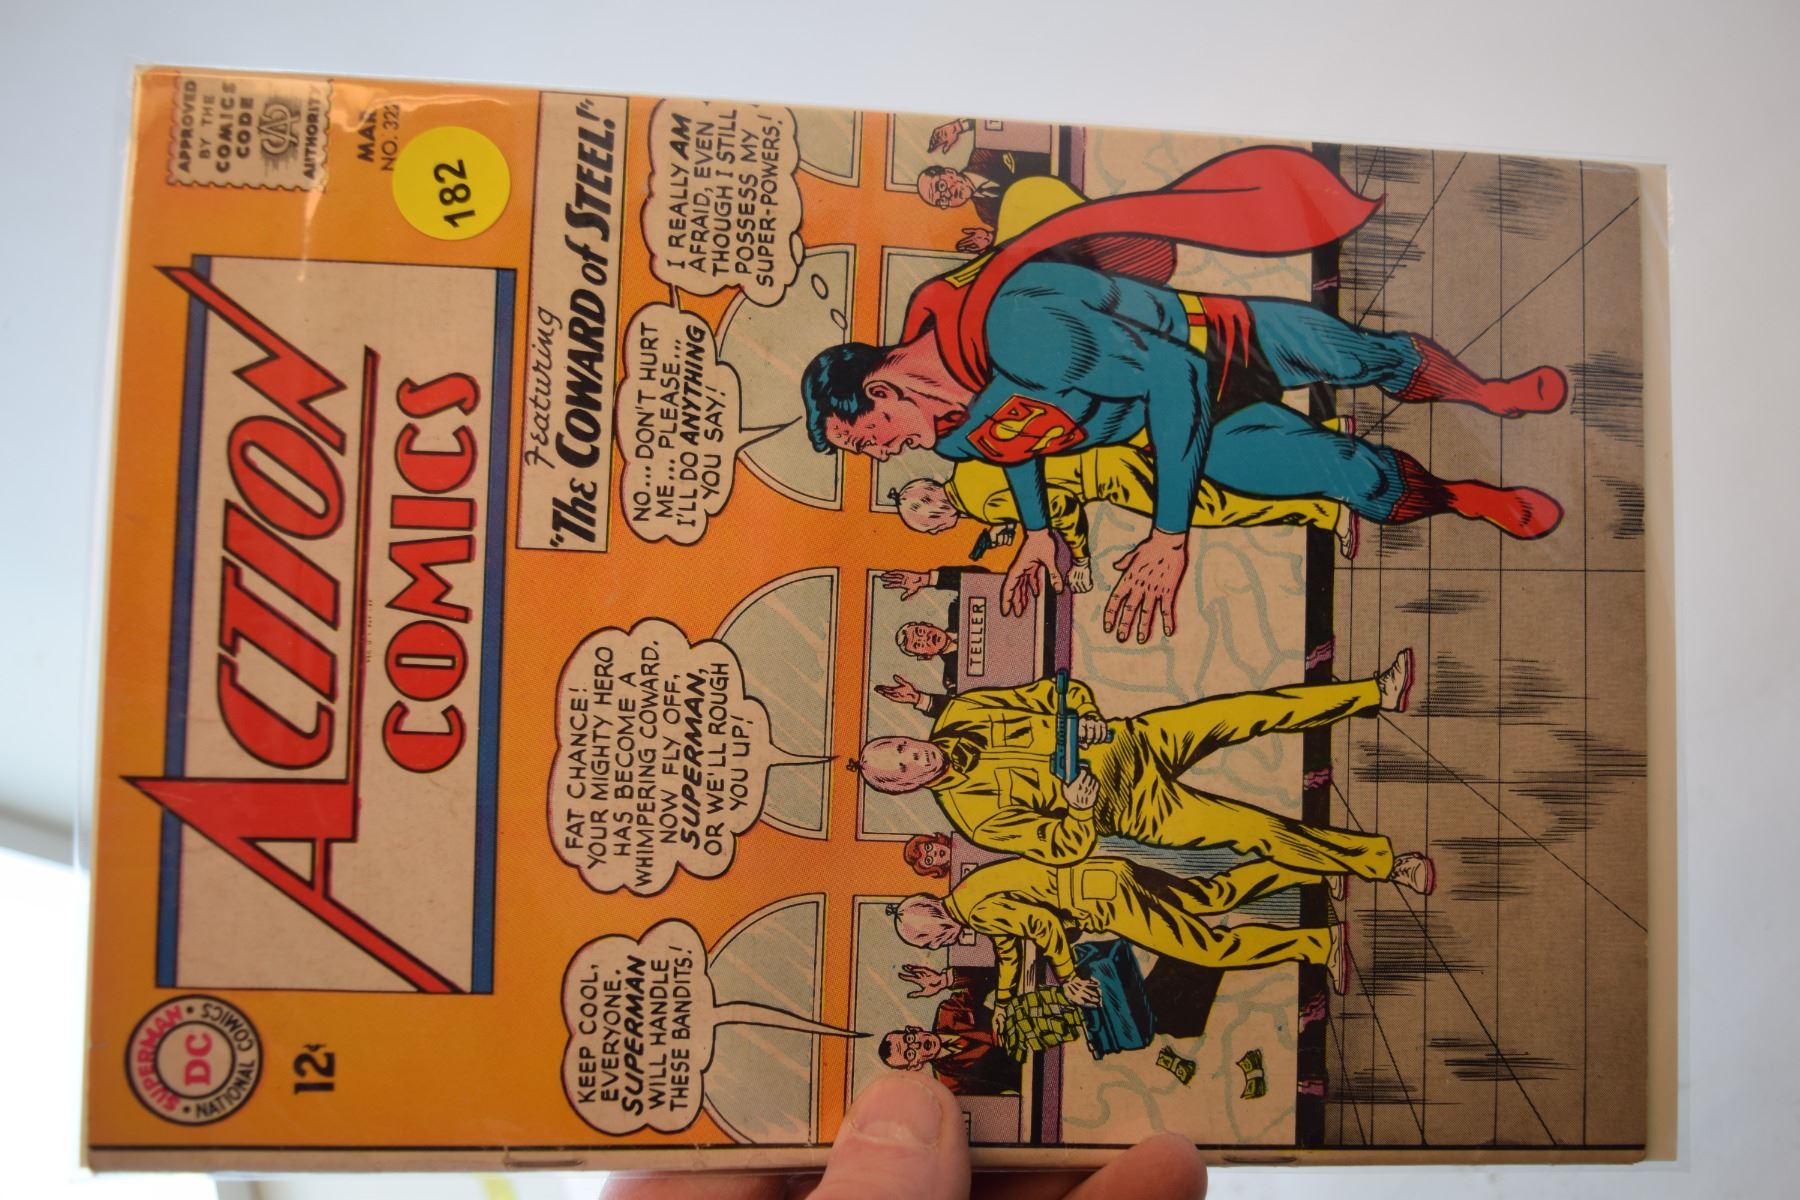 SUPERMAN
DC
NATIONAL COMICS
12¢
ACTION
COMICS
APPROVED
BY THE
COMICS
CODE
AUTHORITY
MAR.
NO. 322
182
Featuring
"The COWARD of STEEL!"
KEEP COOL,
EVERYONE.
SUPERMAN
WILL HANDLE
THESE BANDITS!
FAT CHANCE!
YOUR MIGHTY HERO
HAS BECOME A
WHIMPERING COWARD.
NOW FLY OFF,
SUPERMAN,
OR WE'LL ROUGH
YOU UP!
NO... DON'T HURT
ME... PLEASE...
I'LL DO ANYTHING
YOU SAY!
I REALLY AM
AFRAID, EVEN
THOUGH I STILL
POSSESS MY
SUPER-POWERS!
TELLER
S